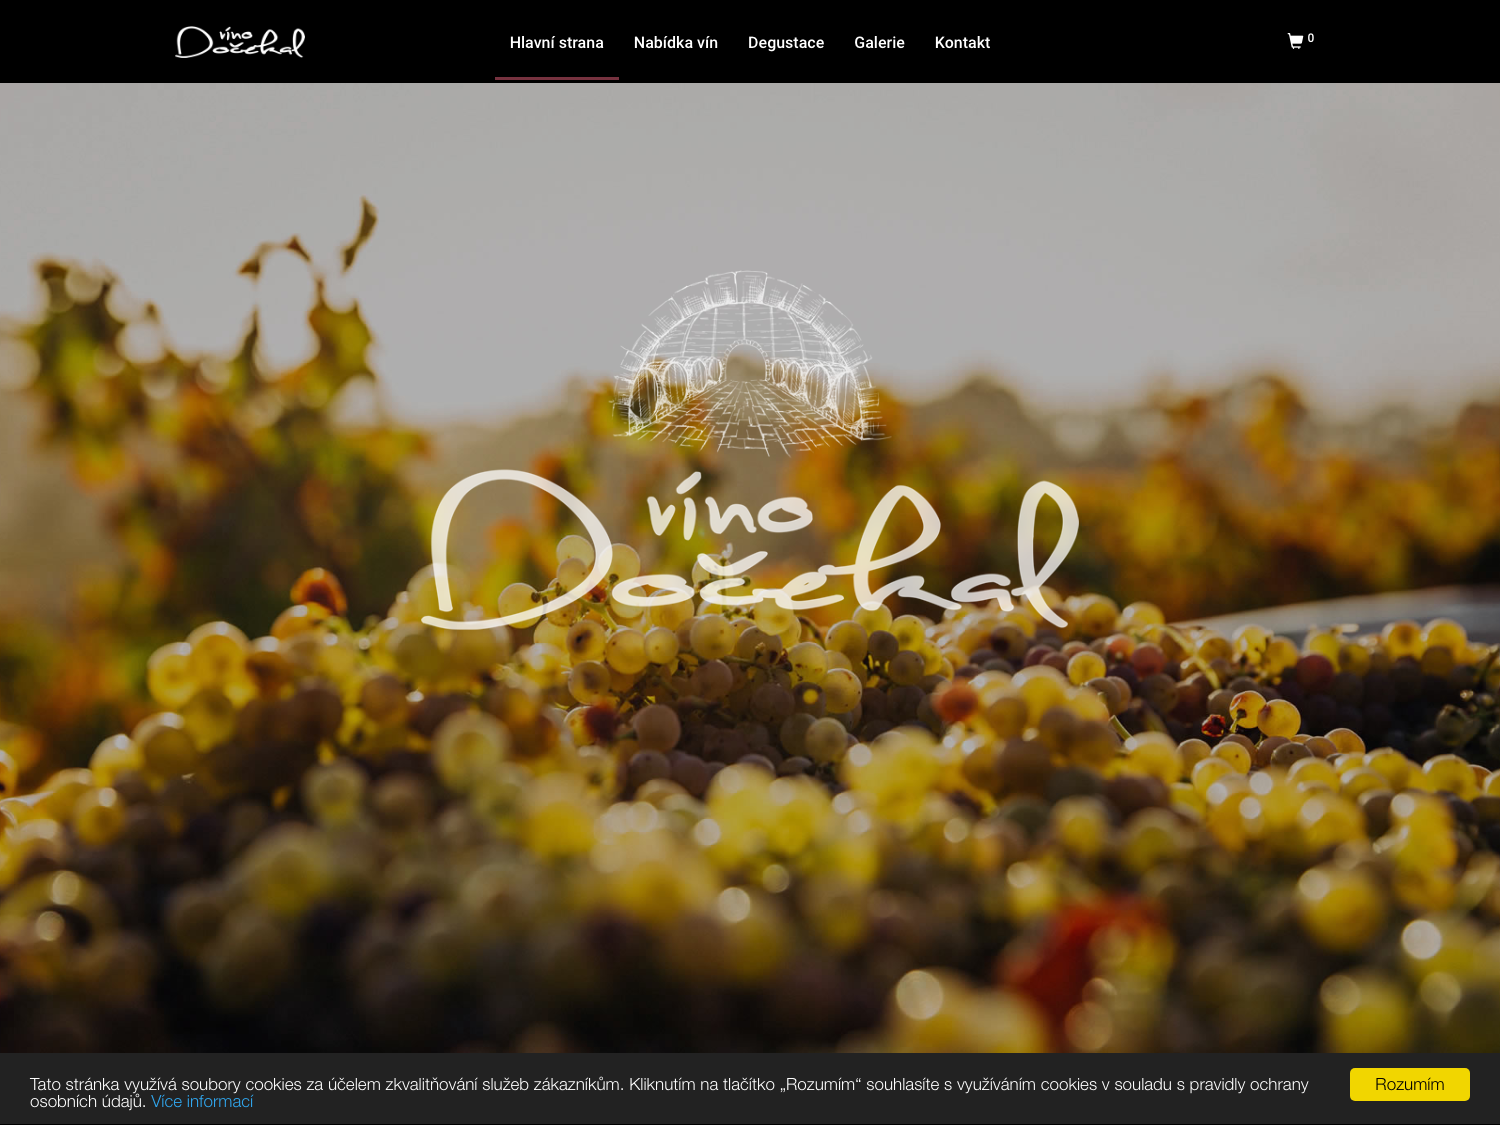 víno
Dočekal
Hlavní strana
Nabídka vín
Degustace
Galerie
Kontakt
0
víno
Dočekal
Tato stránka využívá soubory cookies za účelem zkvalitňování služeb zákazníkům. Kliknutím na tlačítko „Rozumím“ souhlasíte s využíváním cookies v souladu s pravidly ochrany
osobních údajů. Více informací
Rozumím